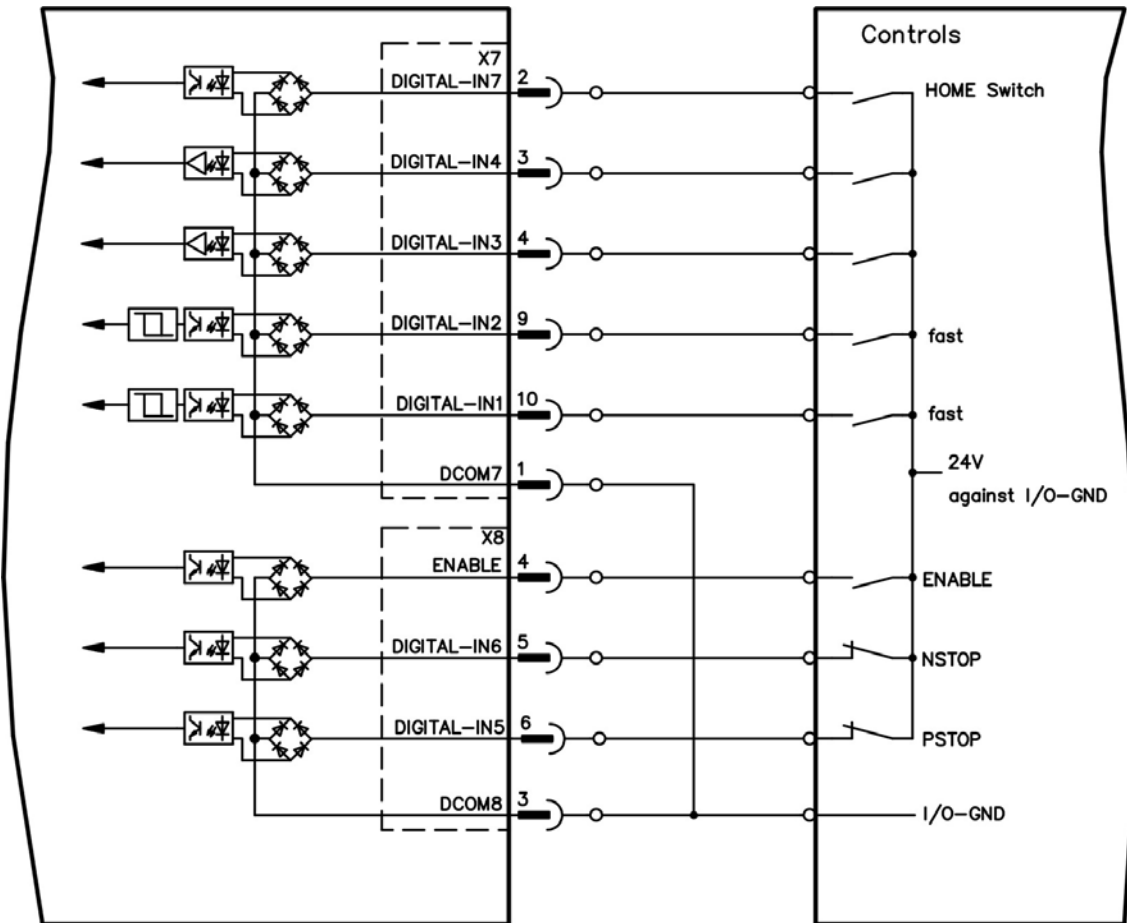 Controls
X7
DIGITAL-IN7 2 HOME Switch
DIGITAL-IN4 3
DIGITAL-IN3 4
DIGITAL-IN2 9 fast
DIGITAL-IN1 10 fast
DCOM7 1 24V
against I/O-GND
X8
ENABLE 4 ENABLE
DIGITAL-IN6 5 NSTOP
DIGITAL-IN5 6 PSTOP
DCOM8 3 I/O-GND